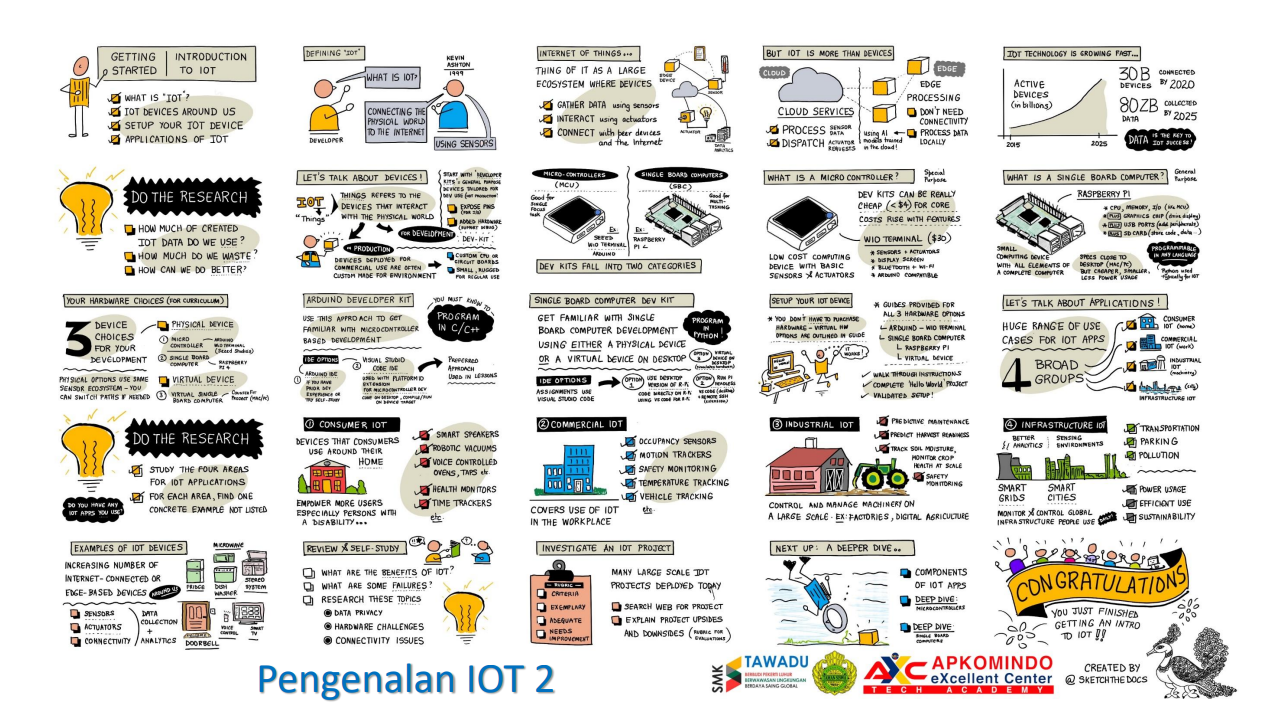 GETTING STARTED | INTRODUCTION TO IOT
WHAT IS "IOT"?
IOT DEVICES AROUND US
SETUP YOUR IOT DEVICE
APPLICATIONS OF IOT
DEFINING "IOT"
KEVIN ASHTON 1999
WHAT IS IOT?
CONNECTING THE
PHYSICAL WORLD
TO THE INTERNET
USING SENSORS
DEVELOPER
INTERNET OF THINGS...
THING OF IT AS A LARGE
ECOSYSTEM WHERE DEVICES
GATHER DATA using sensors
INTERACT using actuators
CONNECT with peer devices
and the Internet
EDGE DEVICE
SENSOR
ACTUATOR
DATA ANALYTICS
BUT IOT IS MORE THAN DEVICES
CLOUD
CLOUD SERVICES
PROCESS SENSOR DATA
DISPATCH ACTUATOR REQUESTS
EDGE
EDGE
PROCESSING
DON'T NEED
CONNECTIVITY
PROCESS DATA
LOCALLY
using AI
models trained
in the cloud!
IOT TECHNOLOGY IS GROWING FAST...
ACTIVE
DEVICES
(in billions)
2015
2025
30B DEVICES CONNECTED BY 2020
80ZB DATA COLLECTED BY 2025
DATA IS THE KEY TO IOT SUCCESS!
DO THE RESEARCH
HOW MUCH OF CREATED
IOT DATA DO WE USE?
HOW MUCH DO WE WASTE?
HOW CAN WE DO BETTER?
LET'S TALK ABOUT DEVICES!
IOT
"Things"
THINGS REFERS TO THE
DEVICES THAT INTERACT
WITH THE PHYSICAL WORLD
START WITH DEVELOPER
KITS - GENERAL PURPOSE
DEVICES TAILORED FOR
DEV USE (NOT PRODUCTION)
EXPOSE PINS
ADDED HARDWARE
DEV-KIT
FOR DEVELOPMENT
IN PRODUCTION
DEVICES DEPLOYED FOR
COMMERCIAL USE ARE OFTEN
CUSTOM MADE FOR ENVIRONMENT
CUSTOM CPU OR
CIRCUIT BOARDS
SMALL, RUGGED
FOR REGULAR USE
MICRO-CONTROLLERS
(MCU)
Good for
Single
Focus
task
Ex:
SEEED
WIO TERMINAL
ARDUINO
SINGLE BOARD COMPUTERS
(SBC)
Good for
MULTI-
TASKING
Ex:
RASPBERRY
PI 4
DEV KITS FALL INTO TWO CATEGORIES
WHAT IS A MICRO CONTROLLER?
Special
Purpose
DEV KITS CAN BE REALLY
CHEAP (<$4) FOR CORE
COSTS RISE WITH FEATURES
WIO TERMINAL ($30)
* SENSORS + ACTUATORS
* DISPLAY SCREEN
* BLUETOOTH + WI-FI
* ARDUINO COMPATIBLE
LOW COST COMPUTING
DEVICE WITH BASIC
SENSORS & ACTUATORS
WHAT IS A SINGLE BOARD COMPUTER?
General
Purpose
RASPBERRY PI
* CPU, MEMORY, I/O (like MCU)
* PLUS GRAPHICS CHIP (drive display)
* PLUS USB PORTS (add peripherals)
* PLUS SD CARD (store code, data)
SMALL
COMPUTING DEVICE
WITH ALL ELEMENTS OF
A COMPLETE COMPUTER
SPECS CLOSE TO
DESKTOP (MAC/PC)
BUT CHEAPER, SMALLER,
LESS POWER USAGE
PROGRAMMABLE
IN ANY LANGUAGE
(Python used
typically for IOT
YOUR HARDWARE CHOICES (FOR CURRICULUM)
3 DEVICE
CHOICES
FOR YOUR
DEVELOPMENT
PHYSICAL DEVICE
1 MICRO CONTROLLER
ARDUINO
WIO TERMINAL
(Seeed Studios)
2 SINGLE BOARD COMPUTER
RASPBERRY
PI 4
VIRTUAL DEVICE
3 VIRTUAL SINGLE
BOARD COMPUTER
PHYSICAL OPTIONS USE SAME
SENSOR ECOSYSTEM - YOU
CAN SWITCH PATHS IF NEEDED
ARDUINO DEVELOPER KIT
YOU MUST KNOW TO
PROGRAM
IN C/C++
USE THIS APPROACH TO GET
FAMILIAR WITH MICROCONTROLLER
BASED DEVELOPMENT
IDE OPTIONS
1 ARDUINO IDE
IF YOU HAVE
PRIOR DEV
EXPERIENCE OR
TRY SELF-STUDY
2 VISUAL STUDIO
CODE IDE
USED WITH PLATFORM IO
EXTENSION
FOR MICROCONTROLLER DEV
CODE ON DESKTOP, COMPILE/RUN
ON DEVICE TARGET
PREFERRED
APPROACH
USED IN LESSONS
SINGLE BOARD COMPUTER DEV KIT
GET FAMILIAR WITH SINGLE
BOARD COMPUTER DEVELOPMENT
USING EITHER A PHYSICAL DEVICE
OR A VIRTUAL DEVICE ON DESKTOP
PROGRAM
IN
PYTHON!
IDE OPTIONS
ASSIGNMENTS USE
VISUAL STUDIO CODE
OPTION 1
USE DESKTOP
VERSION OF R-PI,
CODE DIRECTLY ON R-PI
USING VS CODE FOR R-PI
OPTION 2
RUN PI
HEADLESS
VS CODE (desktop)
+ REMOTE SSH
(extension)
VIRTUAL
DEVICE ON
DESKTOP
SETUP YOUR IOT DEVICE
* YOU DON'T HAVE TO PURCHASE
HARDWARE - VIRTUAL HW
OPTIONS ARE OUTLINED IN GUIDE
IT WORKS!
* GUIDES PROVIDED FOR
ALL 3 HARDWARE OPTIONS
ARDUINO - WIO TERMINAL
SINGLE BOARD COMPUTER
RASPBERRY PI
VIRTUAL DEVICE
WALK THROUGH INSTRUCTIONS
COMPLETE 'Hello World' PROJECT
VALIDATED SETUP!
LET'S TALK ABOUT APPLICATIONS!
HUGE RANGE OF USE
CASES FOR IOT APPS
4 BROAD
GROUPS
CONSUMER
IOT (home)
COMMERCIAL
IOT (work)
INDUSTRIAL
IOT
(machinery)
(city)
INFRASTRUCTURE IOT
DO THE RESEARCH
STUDY THE FOUR AREAS
FOR IOT APPLICATIONS
FOR EACH AREA, FIND ONE
CONCRETE EXAMPLE NOT LISTED
DO YOU HAVE ANY
IOT APPS YOU USE?
① CONSUMER IOT
DEVICES THAT CONSUMERS
USE AROUND THEIR
HOME
EMPOWER MORE USERS
ESPECIALLY PERSONS WITH
A DISABILITY...
SMART SPEAKERS
ROBOTIC VACUUMS
VOICE CONTROLLED
OVENS, TAPS etc
HEALTH MONITORS
TIME TRACKERS
etc
② COMMERCIAL IOT
OCCUPANCY SENSORS
MOTION TRACKERS
SAFETY MONITORING
TEMPERATURE TRACKING
VEHICLE TRACKING
etc
COVERS USE OF IOT
IN THE WORKPLACE
③ INDUSTRIAL IOT
PREDICTIVE MAINTENANCE
PREDICT HARVEST READINESS
TRACK SOIL MOISTURE,
MONITOR CROP
HEALTH AT SCALE
SAFETY
MONITORING
CONTROL AND MANAGE MACHINERY ON
A LARGE SCALE. EX: FACTORIES, DIGITAL AGRICULTURE
④ INFRASTRUCTURE IOT
BETTER
ANALYTICS
SENSING
ENVIRONMENTS
SMART
GRIDS
SMART
CITIES
MONITOR & CONTROL GLOBAL
INFRASTRUCTURE PEOPLE USE
TRANSPORTATION
PARKING
POLLUTION
POWER USAGE
EFFICIENT USE
SUSTAINABILITY
EXAMPLES OF IOT DEVICES
INCREASING NUMBER OF
INTERNET-CONNECTED OR
EDGE-BASED DEVICES AROUND US
SENSORS
ACTUATORS
CONNECTIVITY
DATA
COLLECTION
+
ANALYTICS
MICROWAVE
FRIDGE
DISH
WASHER
STEREO
SYSTEM
DOORBELL
VOICE
CONTROL
SMART
TV
REVIEW & SELF-STUDY
WHAT ARE THE BENEFITS OF IOT?
WHAT ARE SOME FAILURES?
RESEARCH THESE TOPICS
DATA PRIVACY
HARDWARE CHALLENGES
CONNECTIVITY ISSUES
INVESTIGATE AN IOT PROJECT
RUBRIC
CRITERIA
EXEMPLARY
ADEQUATE
NEEDS
IMPROVEMENT
MANY LARGE SCALE IOT
PROJECTS DEPLOYED TODAY
SEARCH WEB FOR PROJECT
EXPLAIN PROJECT UPSIDES
AND DOWNSIDES (RUBRIC FOR EVALUATIONS)
NEXT UP: A DEEPER DIVE..
COMPONENTS
OF IOT APPS
DEEP DIVE:
MICROCONTROLLERS
DEEP DIVE
SINGLE BOARD
COMPUTERS
CONGRATULATIONS
YOU JUST FINISHED
GETTING AN INTRO
TO IOT !!
Pengenalan IOT 2
SMK TAWADU
BERBUDI PEKERTI LUHUR
BERWAWASAN LINGKUNGAN
BERDAYA SAING GLOBAL
AXC APKOMINDO
eXcellent Center
TECH ACADEMY
CREATED BY
@ SKETCHTHEDOCS